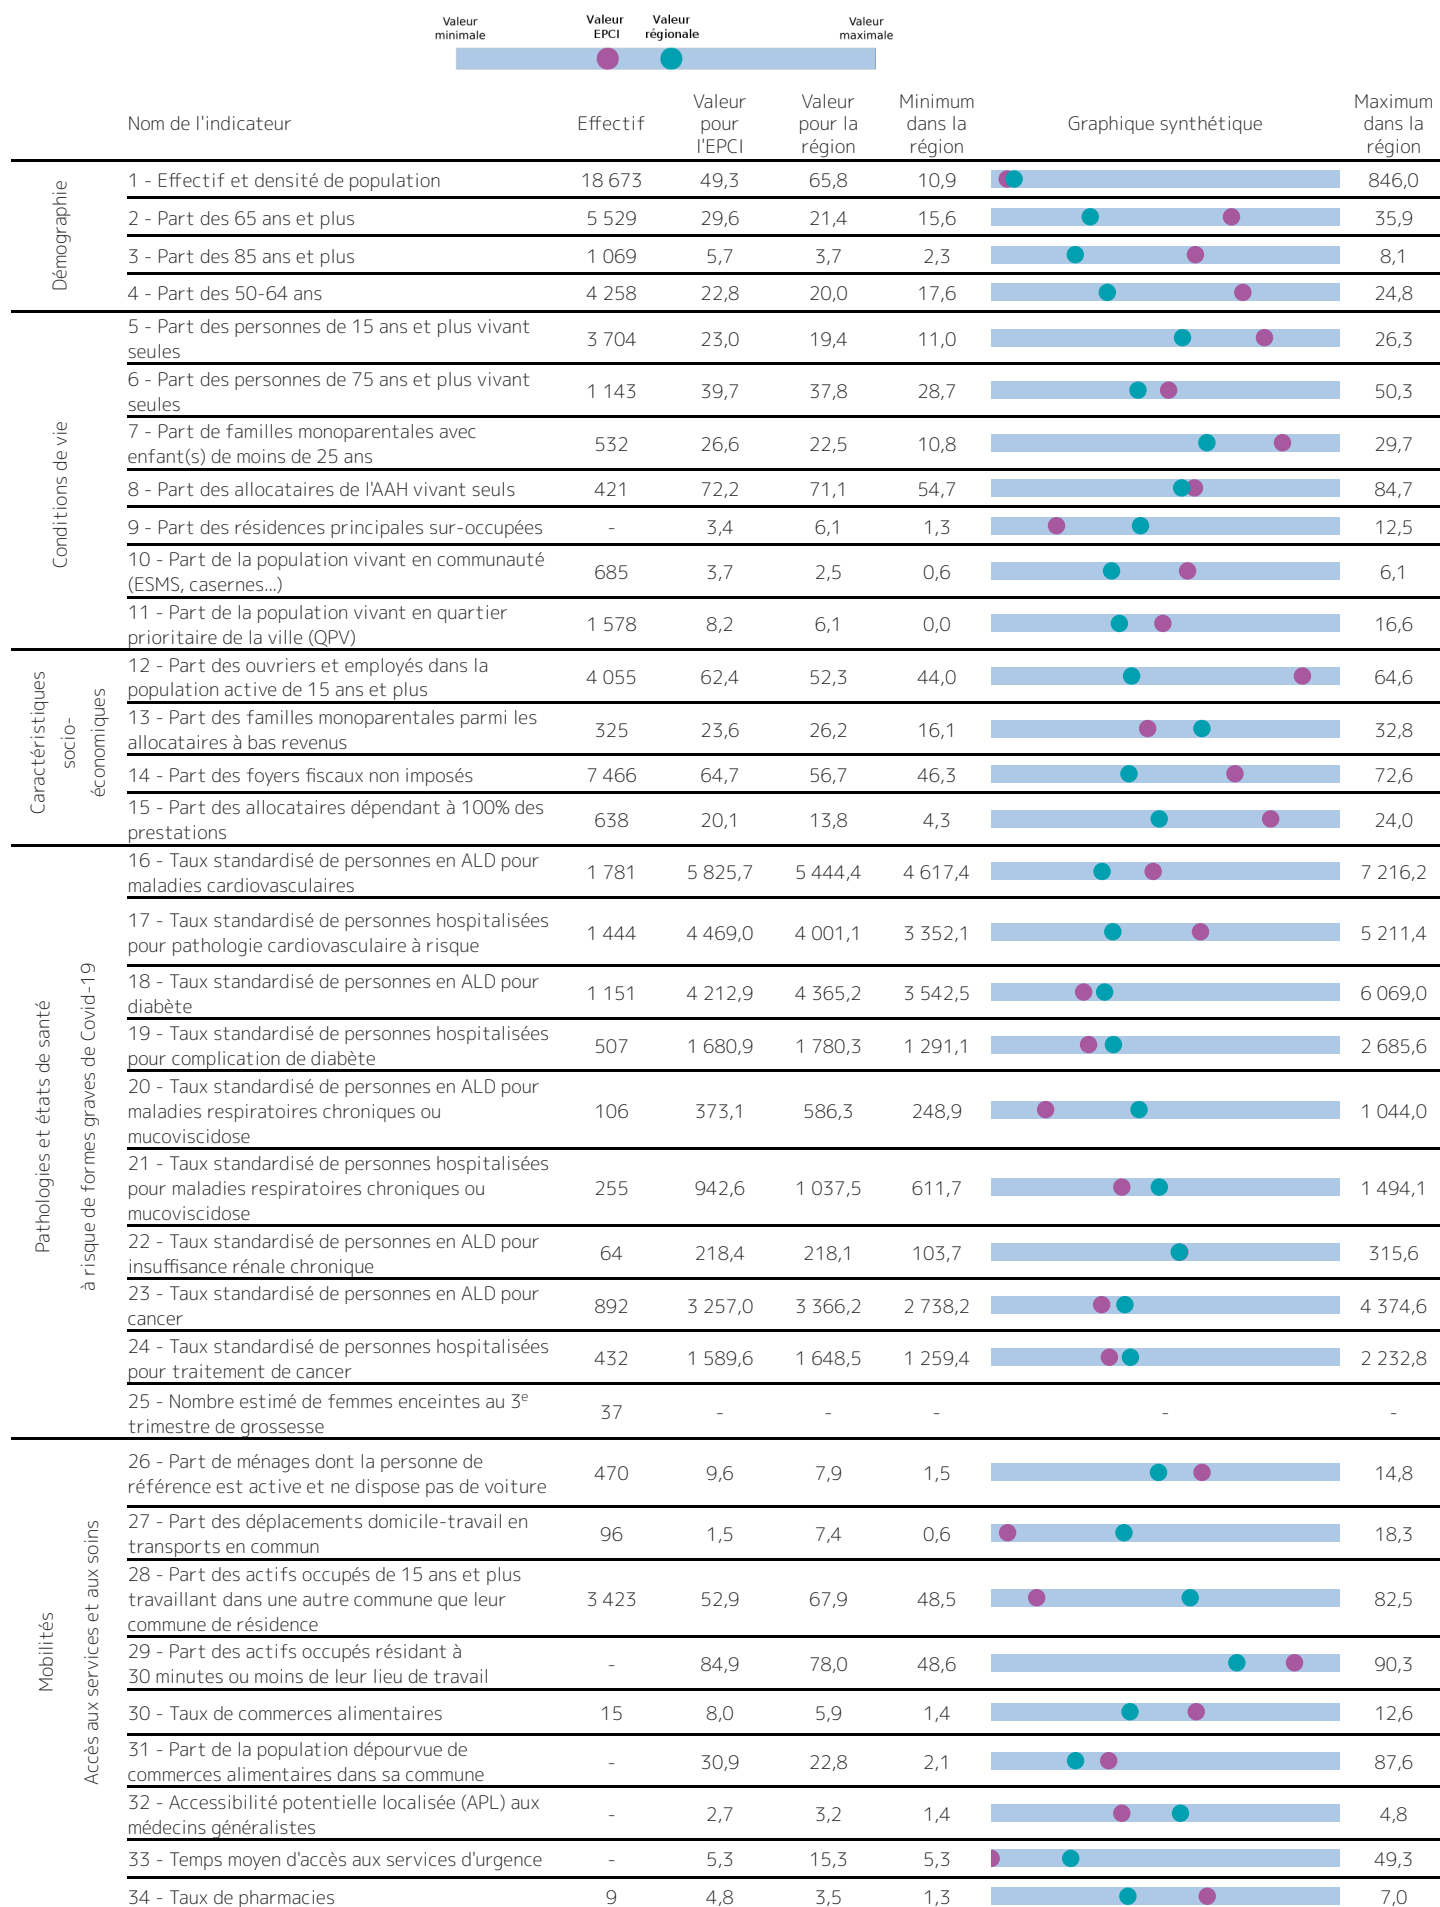 Valeur
minimale
Valeur
EPCI
Valeur
régionale
Valeur
maximale
Nom de l'indicateur
Effectif
Valeur
pour
l'EPCI
Valeur
pour la
région
Minimum
dans la
région
Graphique synthétique
Maximum
dans la
région
Démographie
1 - Effectif et densité de population 18 673 49,3 65,8 10,9 846,0
2 - Part des 65 ans et plus 5 529 29,6 21,4 15,6 35,9
3 - Part des 85 ans et plus 1 069 5,7 3,7 2,3 8,1
4 - Part des 50-64 ans 4 258 22,8 20,0 17,6 24,8
Conditions de vie
5 - Part des personnes de 15 ans et plus vivant
seules 3 704 23,0 19,4 11,0 26,3
6 - Part des personnes de 75 ans et plus vivant
seules 1 143 39,7 37,8 28,7 50,3
7 - Part de familles monoparentales avec
enfant(s) de moins de 25 ans 532 26,6 22,5 10,8 29,7
8 - Part des allocataires de l'AAH vivant seuls 421 72,2 71,1 54,7 84,7
9 - Part des résidences principales sur-occupées - 3,4 6,1 1,3 12,5
10 - Part de la population vivant en communauté
(ESMS, casernes...) 685 3,7 2,5 0,6 6,1
11 - Part de la population vivant en quartier
prioritaire de la ville (QPV) 1 578 8,2 6,1 0,0 16,6
Caractéristiques
socio-
économiques
12 - Part des ouvriers et employés dans la
population active de 15 ans et plus 4 055 62,4 52,3 44,0 64,6
13 - Part des familles monoparentales parmi les
allocataires à bas revenus 325 23,6 26,2 16,1 32,8
14 - Part des foyers fiscaux non imposés 7 466 64,7 56,7 46,3 72,6
15 - Part des allocataires dépendant à 100% des
prestations 638 20,1 13,8 4,3 24,0
Pathologies et états de santé
à risque de formes graves de Covid-19
16 - Taux standardisé de personnes en ALD pour
maladies cardiovasculaires 1 781 5 825,7 5 444,4 4 617,4 7 216,2
17 - Taux standardisé de personnes hospitalisées
pour pathologie cardiovasculaire à risque 1 444 4 469,0 4 001,1 3 352,1 5 211,4
18 - Taux standardisé de personnes en ALD pour
diabète 1 151 4 212,9 4 365,2 3 542,5 6 069,0
19 - Taux standardisé de personnes hospitalisées
pour complication de diabète 507 1 680,9 1 780,3 1 291,1 2 685,6
20 - Taux standardisé de personnes en ALD pour
maladies respiratoires chroniques ou
mucoviscidose 106 373,1 586,3 248,9 1 044,0
21 - Taux standardisé de personnes hospitalisées
pour maladies respiratoires chroniques ou
mucoviscidose 255 942,6 1 037,5 611,7 1 494,1
22 - Taux standardisé de personnes en ALD pour
insuffisance rénale chronique 64 218,4 218,1 103,7 315,6
23 - Taux standardisé de personnes en ALD pour
cancer 892 3 257,0 3 366,2 2 738,2 4 374,6
24 - Taux standardisé de personnes hospitalisées
pour traitement de cancer 432 1 589,6 1 648,5 1 259,4 2 232,8
25 - Nombre estimé de femmes enceintes au 3e
trimestre de grossesse 37 - - - - -
Mobilités
Accès aux services et aux soins
26 - Part de ménages dont la personne de
référence est active et ne dispose pas de voiture 470 9,6 7,9 1,5 14,8
27 - Part des déplacements domicile-travail en
transports en commun 96 1,5 7,4 0,6 18,3
28 - Part des actifs occupés de 15 ans et plus
travaillant dans une autre commune que leur
commune de résidence 3 423 52,9 67,9 48,5 82,5
29 - Part des actifs occupés résidant à
30 minutes ou moins de leur lieu de travail - 84,9 78,0 48,6 90,3
30 - Taux de commerces alimentaires 15 8,0 5,9 1,4 12,6
31 - Part de la population dépourvue de
commerces alimentaires dans sa commune - 30,9 22,8 2,1 87,6
32 - Accessibilité potentielle localisée (APL) aux
médecins généralistes - 2,7 3,2 1,4 4,8
33 - Temps moyen d'accès aux services d'urgence - 5,3 15,3 5,3 49,3
34 - Taux de pharmacies 9 4,8 3,5 1,3 7,0